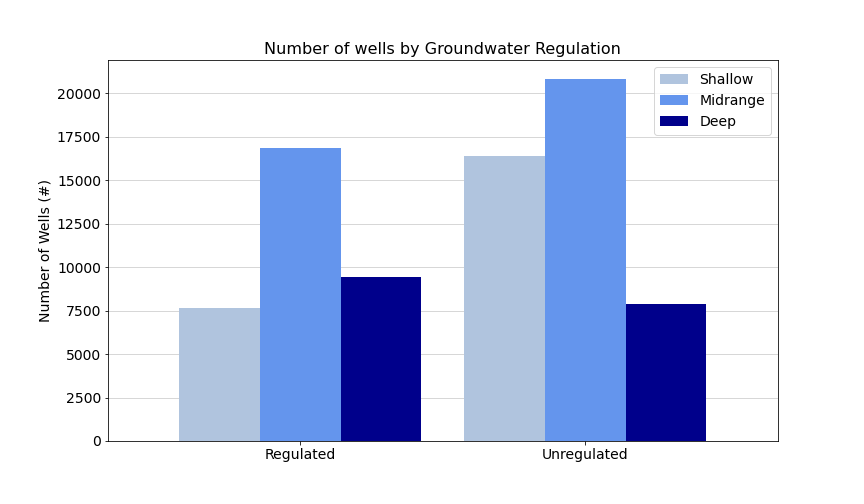 Number of wells by Groundwater Regulation
Shallow
Midrange
Deep
Number of Wells (#)
20000
17500
15000
12500
10000
7500
5000
2500
0
Regulated
Unregulated